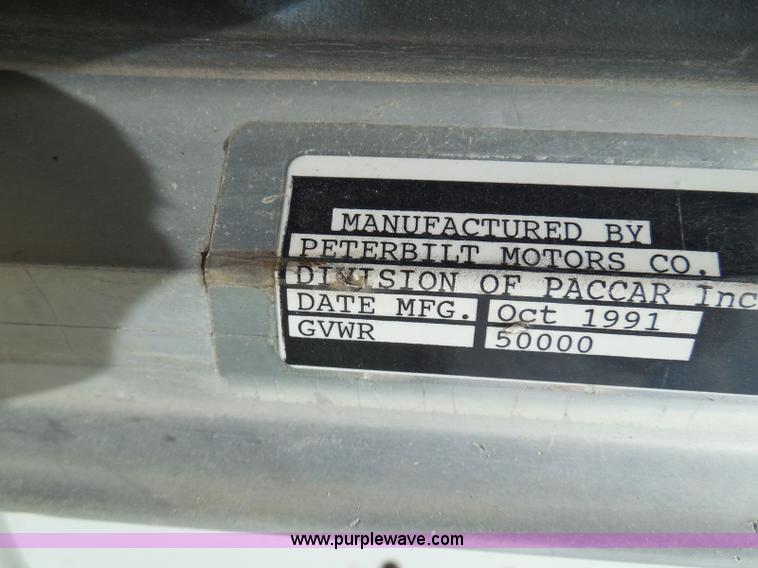 MANUFACTURED BY
PETERBILT MOTORS CO.
DIVISION OF PACCAR Inc
DATE MFG. Oct 1991
GVWR 50000
www.purplewave.com